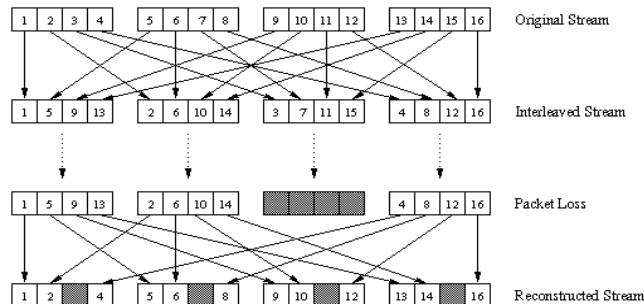 1 2 3 4 5 6 7 8 9 10 11 12 13 14 15 16 Original Stream
1 5 9 13 2 6 10 14 3 7 11 15 4 8 12 16 Interleaved Stream
1 5 9 13 2 6 10 14 4 8 12 16 Packet Loss
1 2 4 5 6 8 9 10 12 13 14 16 Reconstructed Stream